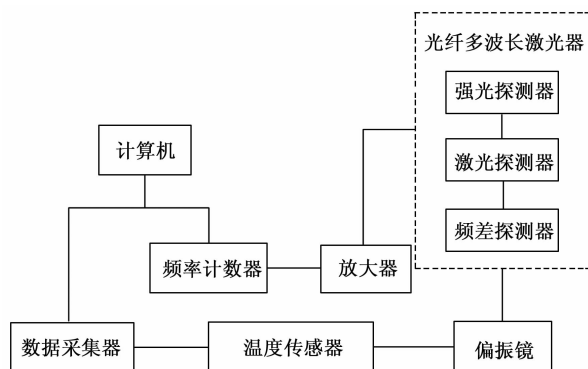 光纤多波长激光器
强光探测器
计算机
激光探测器
频率计数器
放大器
频差探测器
数据采集器
温度传感器
偏振镜